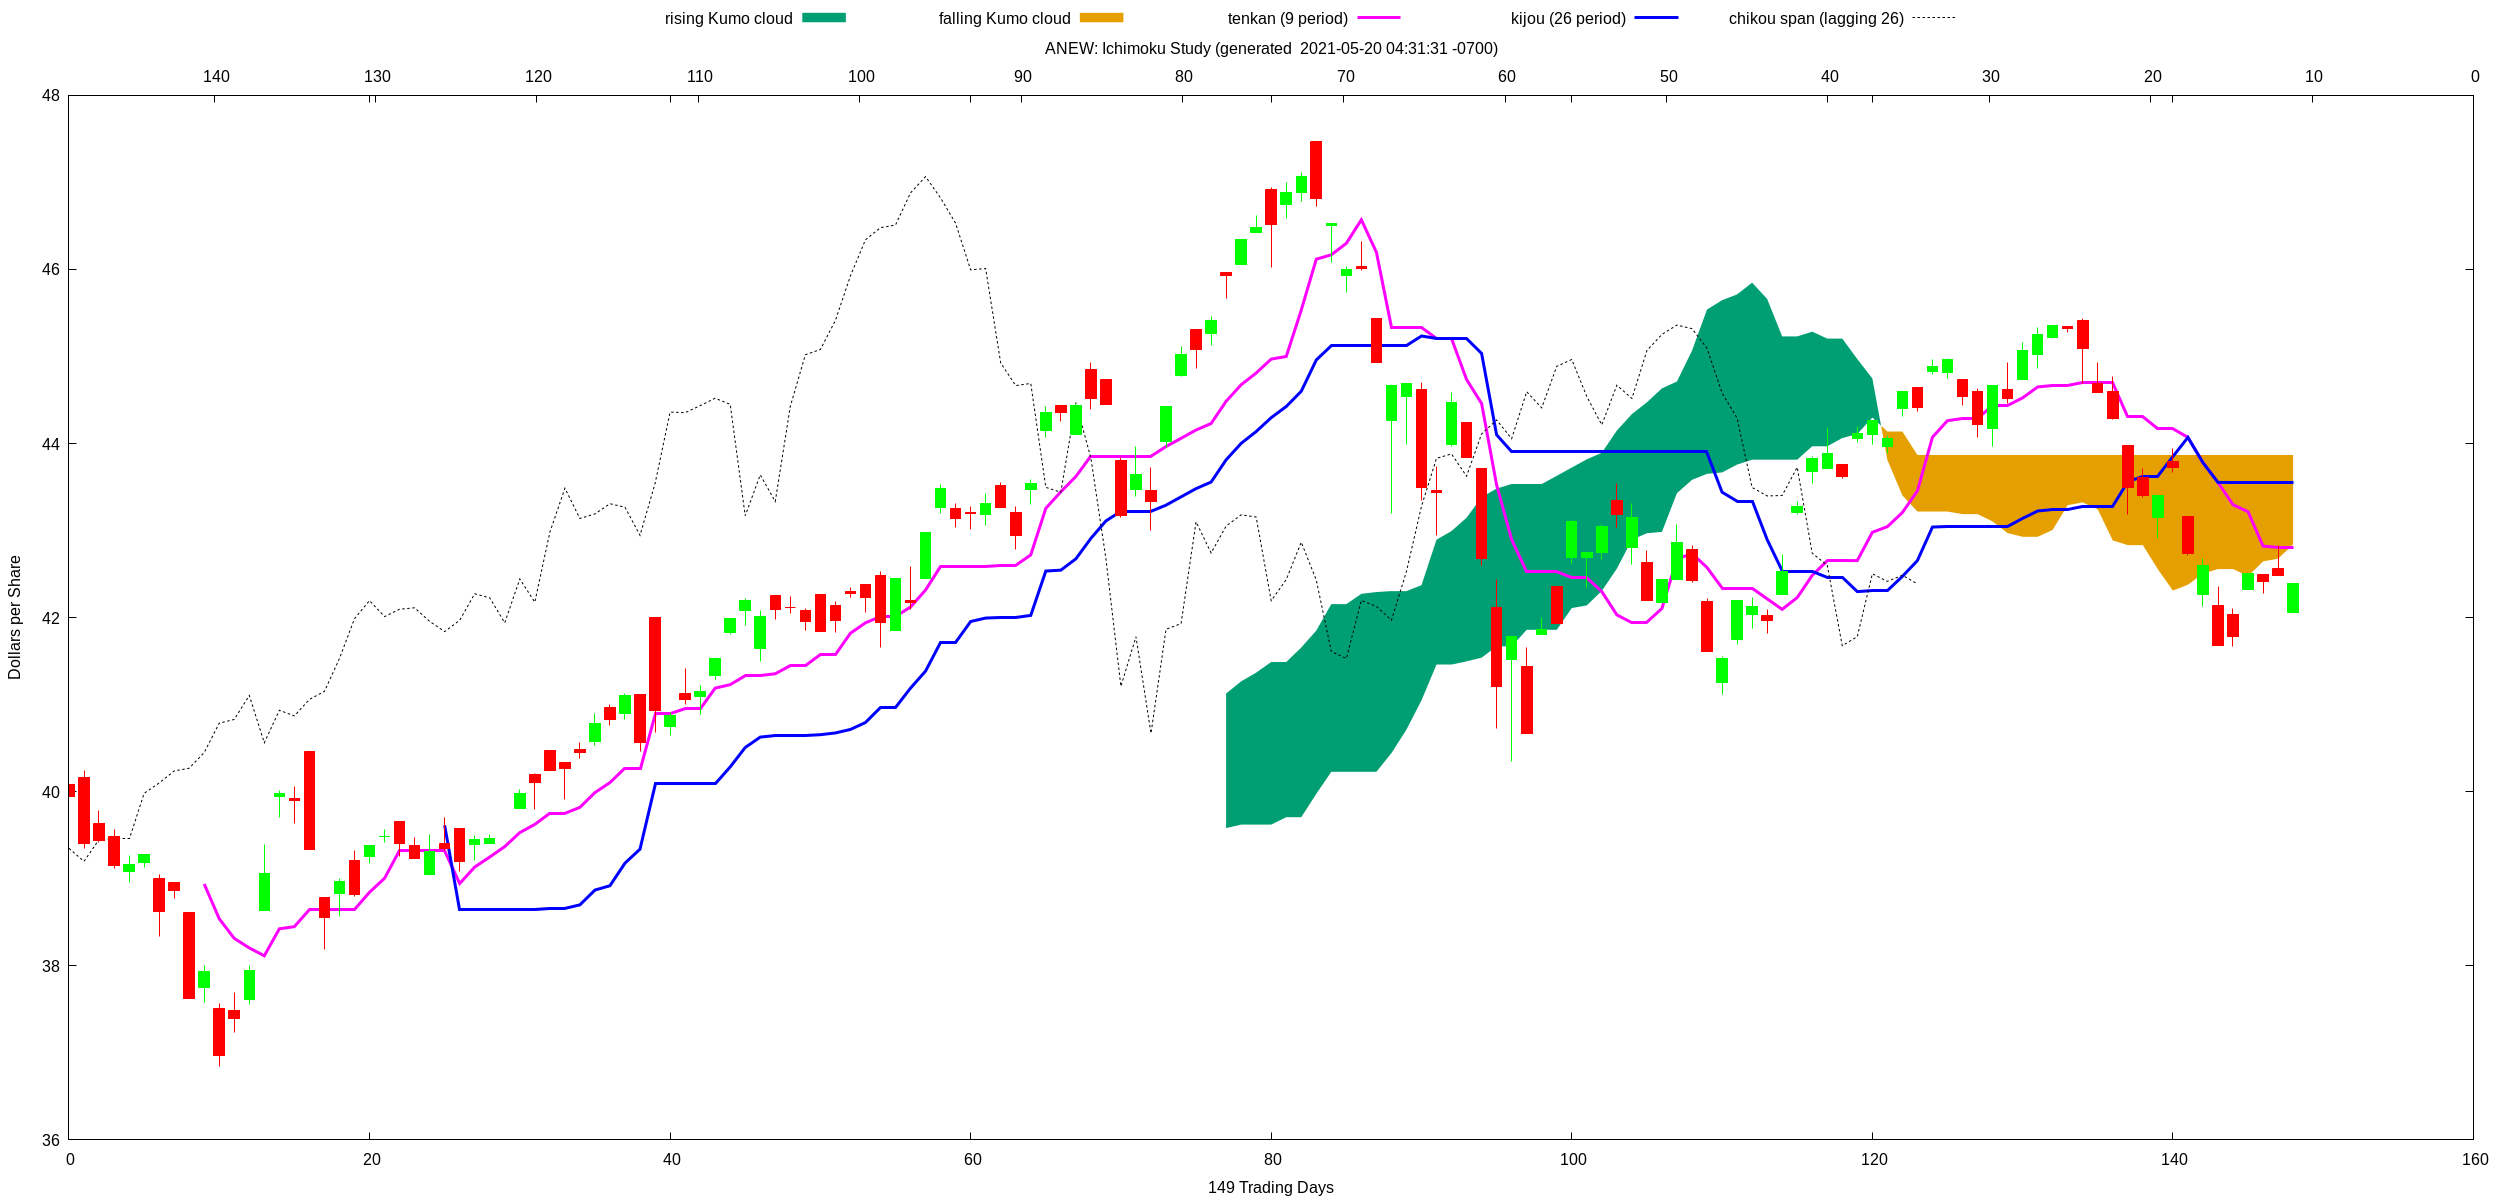 rising Kumo cloud falling Kumo cloud tenkan (9 period) kijou (26 period) chikou span (lagging 26)
ANEW: Ichimoku Study (generated  2021-05-20 04:31:31 -0700)
140 130 120 110 100 90 80 70 60 50 40 30 20 10 0
48
46
44
42
40
38
36
Dollars per Share
0 20 40 60 80 100 120 140 160
149 Trading Days